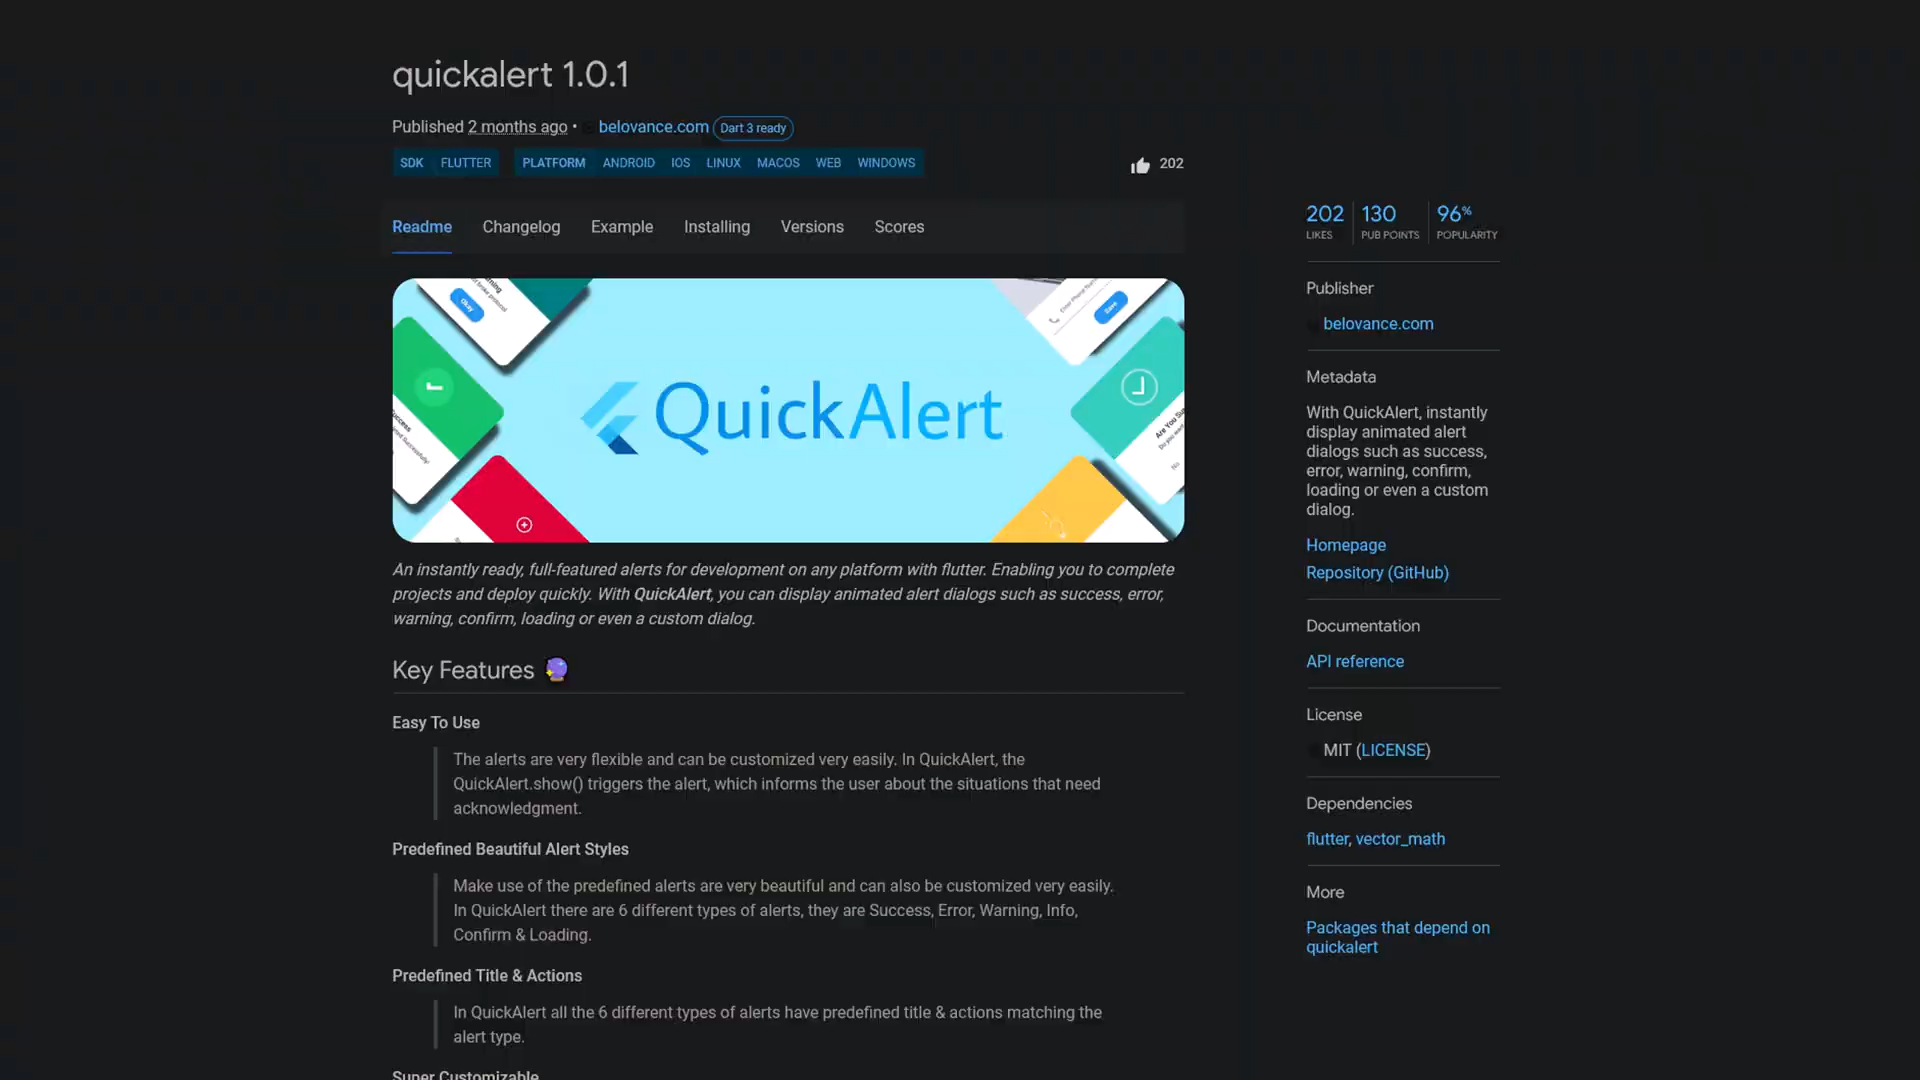 quickalert 1.0.1
Published 2 months ago • belovance.com Dart 3 ready
SDK FLUTTER PLATFORM ANDROID IOS LINUX MACOS WEB WINDOWS
202
Readme Changelog Example Installing Versions Scores
Okay
Save
QuickAlert
Are You Su
No
An instantly ready, full-featured alerts for development on any platform with flutter. Enabling you to complete
projects and deploy quickly. With QuickAlert, you can display animated alert dialogs such as success, error,
warning, confirm, loading or even a custom dialog.
Key Features
Easy To Use
The alerts are very flexible and can be customized very easily. In QuickAlert, the
QuickAlert.show() triggers the alert, which informs the user about the situations that need
acknowledgment.
Predefined Beautiful Alert Styles
Make use of the predefined alerts are very beautiful and can also be customized very easily.
In QuickAlert there are 6 different types of alerts, they are Success, Error, Warning, Info,
Confirm & Loading.
Predefined Title & Actions
In QuickAlert all the 6 different types of alerts have predefined title & actions matching the
alert type.
Super Customizable
202 130 96%
LIKES PUB POINTS POPULARITY
Publisher
belovance.com
Metadata
With QuickAlert, instantly
display animated alert
dialogs such as success,
error, warning, confirm,
loading or even a custom
dialog.
Homepage
Repository (GitHub)
Documentation
API reference
License
MIT (LICENSE)
Dependencies
flutter, vector_math
More
Packages that depend on
quickalert